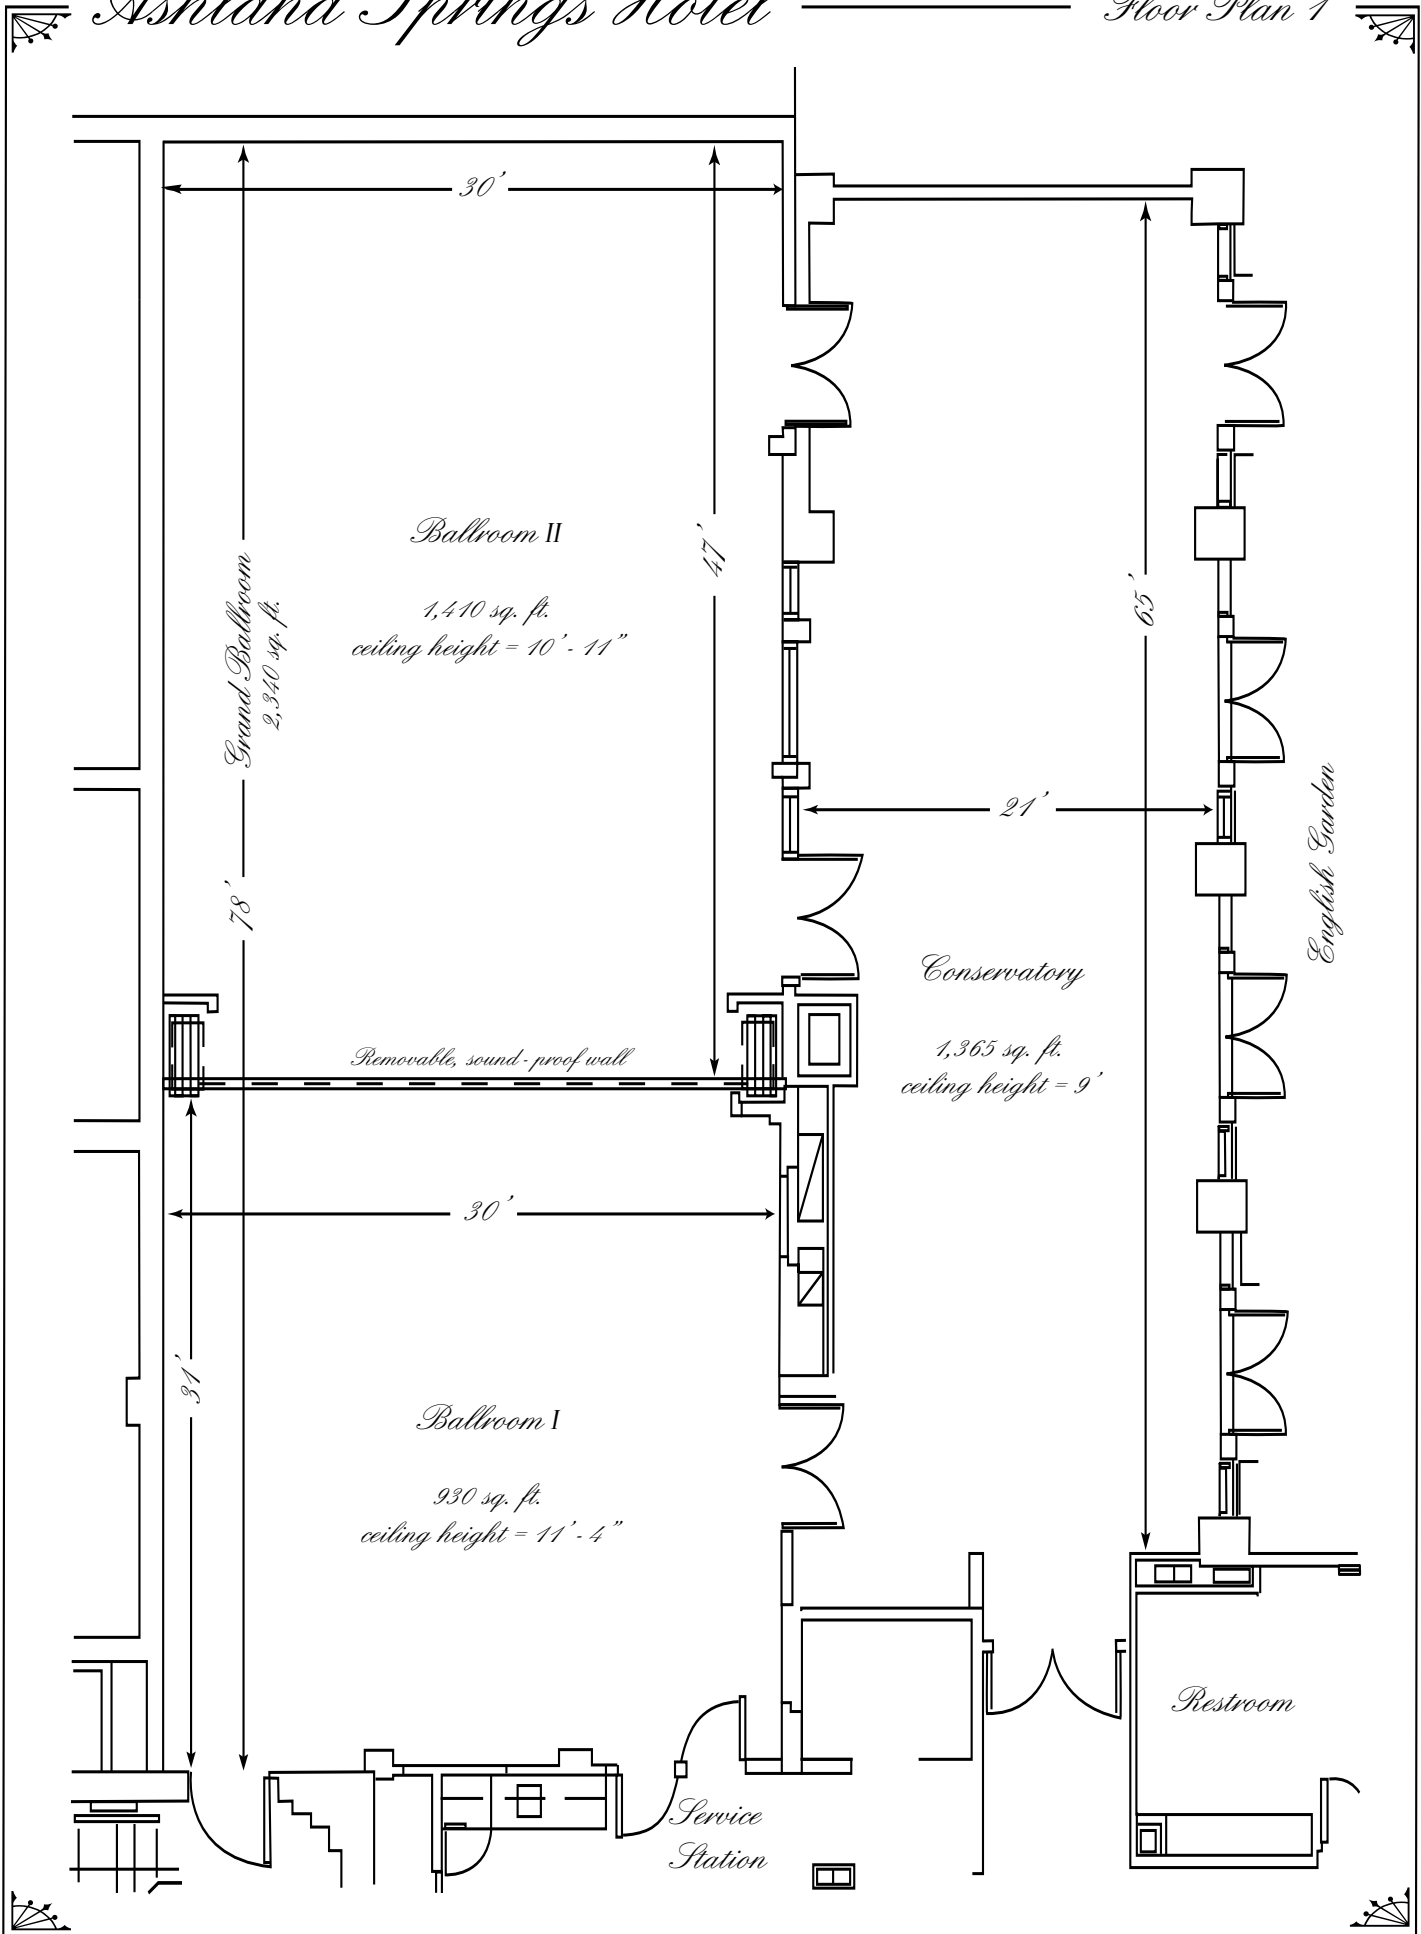 Ashland Springs Hotel
Floor Plan 1
30'
47'
Ballroom II
1,410 sq. ft.
ceiling height = 10' - 11"
Grand Ballroom
2,340 sq. ft.
78'
65'
21'
English Garden
Conservatory
1,365 sq. ft.
ceiling height = 9'
Removable, sound - proof wall
30'
31'
Ballroom I
930 sq. ft.
ceiling height = 11' - 4"
Restroom
Service
Station